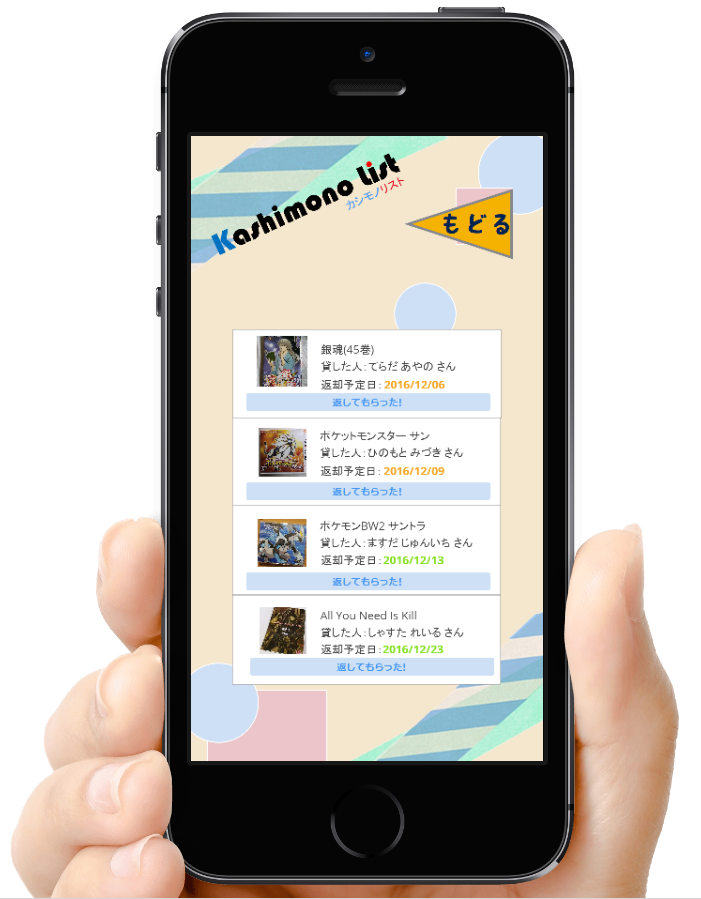 Kashimono List
カシモノリスト
もどる
銀魂(45巻)
貸した人:てらだ あやの さん
返却予定日:2016/12/06
返してもらった!
ポケットモンスター サン
貸した人:ひのもと みづき さん
返却予定日:2016/12/09
返してもらった!
ポケモンBW2 サントラ
貸した人:ますだ じゅんいち さん
返却予定日:2016/12/13
返してもらった!
All You Need Is Kill
貸した人:しゃすた れいる さん
返却予定日:2016/12/23
返してもらった!